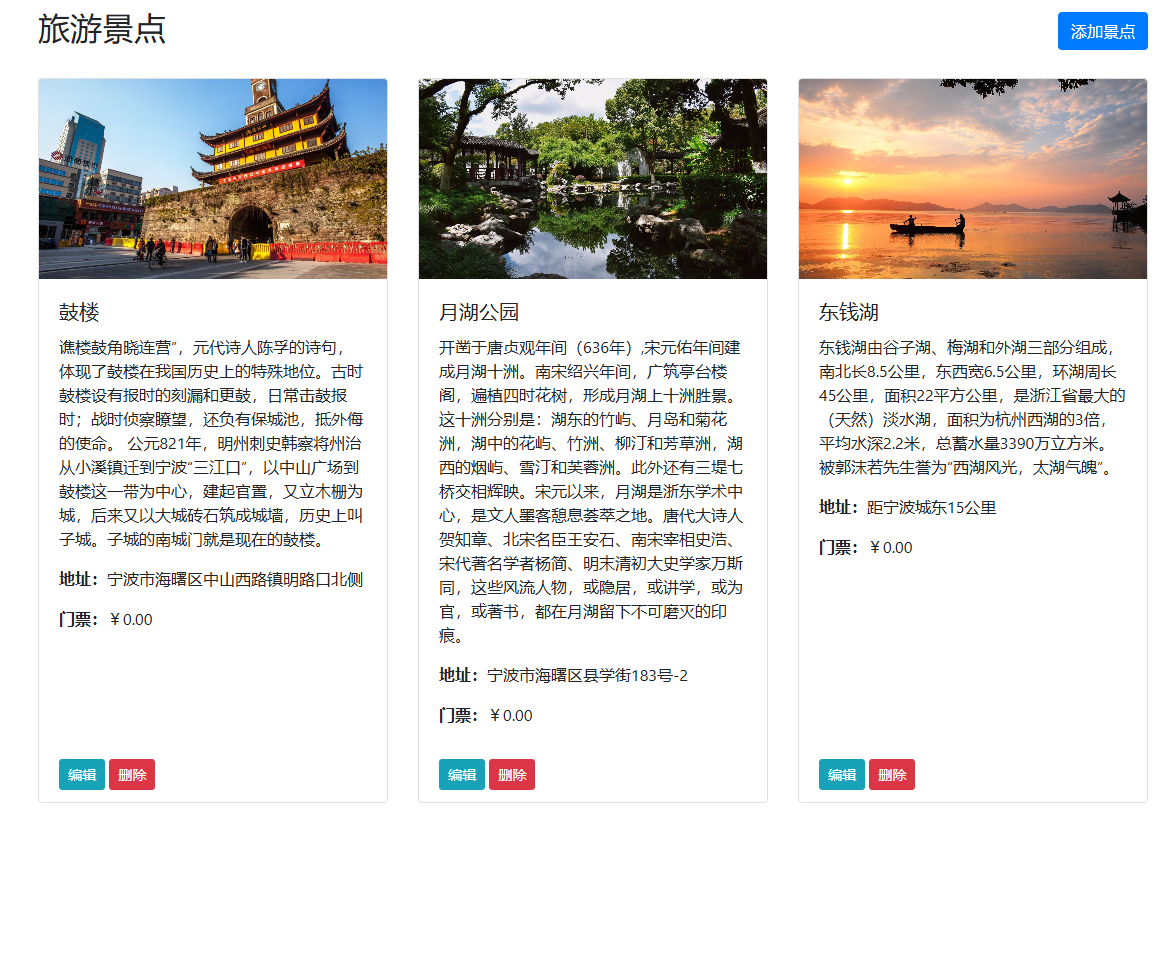 旅游景点
添加景点
鼓楼
谯楼鼓角晓连营”，元代诗人陈孚的诗句，
体现了鼓楼在我国历史上的特殊地位。古时
鼓楼设有报时的刻漏和更鼓，日常击鼓报
时；战时侦察瞭望，还负有保城池，抵外侮
的使命。 公元821年，明州刺史韩察将州治
从小溪镇迁到宁波“三江口”，以中山广场到
鼓楼这一带为中心，建起官置，又立木栅为
城，后来又以大城砖石筑成城墙，历史上叫
子城。子城的南城门就是现在的鼓楼。
地址：宁波市海曙区中山西路镇明路口北侧
门票：￥0.00
编辑 删除
月湖公园
开凿于唐贞观年间（636年）,宋元佑年间建
成月湖十洲。南宋绍兴年间，广筑亭台楼
阁，遍植四时花树，形成月湖上十洲胜景。
这十洲分别是：湖东的竹屿、月岛和菊花
洲，湖中的花屿、竹洲、柳汀和芳草洲，湖
西的烟屿、雪汀和芙蓉洲。此外还有三堤七
桥交相辉映。宋元以来，月湖是浙东学术中
心，是文人墨客憩息荟萃之地。唐代大诗人
贺知章、北宋名臣王安石、南宋宰相史浩、
宋代著名学者杨简、明末清初大史学家万斯
同，这些风流人物，或隐居，或讲学，或为
官，或著书，都在月湖留下不可磨灭的印
痕。
地址：宁波市海曙区县学街183号-2
门票：￥0.00
编辑 删除
东钱湖
东钱湖由谷子湖、梅湖和外湖三部分组成，
南北长8.5公里，东西宽6.5公里，环湖周长
45公里，面积22平方公里，是浙江省最大的
（天然）淡水湖，面积为杭州西湖的3倍，
平均水深2.2米，总蓄水量3390万立方米。
被郭沫若先生誉为“西湖风光，太湖气魄”。
地址：距宁波城东15公里
门票：￥0.00
编辑 删除